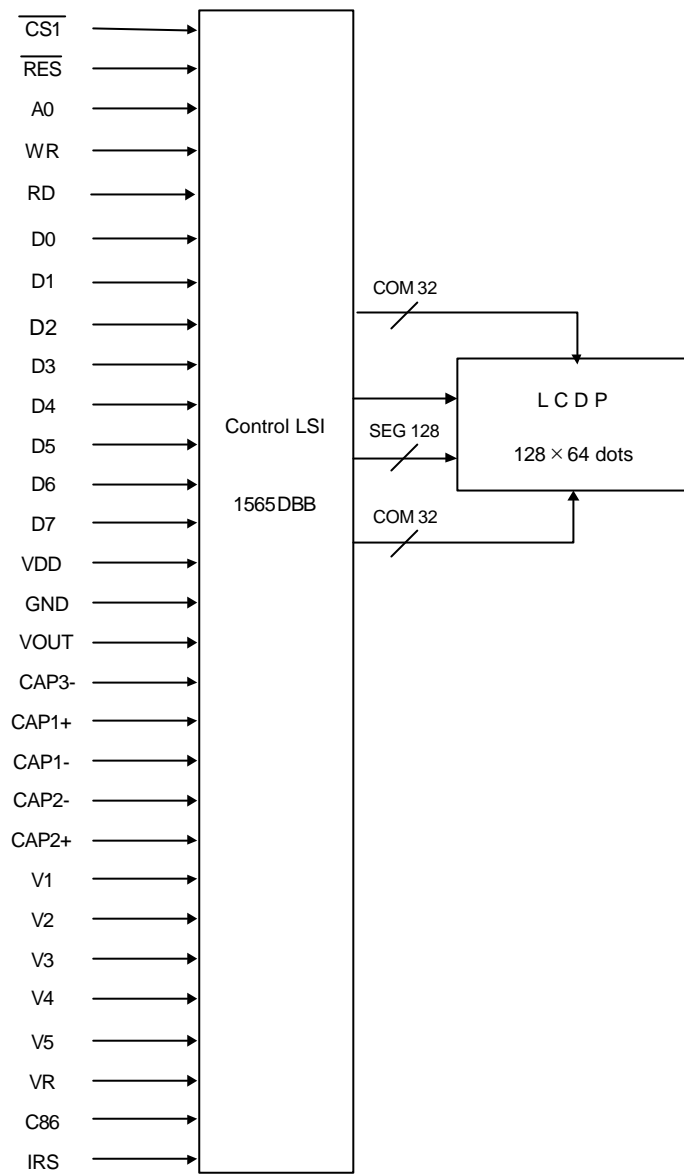 CS1
RES
A0
WR
RD
D0
D1
D2
D3
D4
D5
D6
D7
VDD
GND
VOUT
CAP3-
CAP1+
CAP1-
CAP2-
CAP2+
V1
V2
V3
V4
V5
VR
C86
IRS
Control LSI
1565DBB
COM 32
SEG 128
COM 32
L C D P
128 × 64 dots